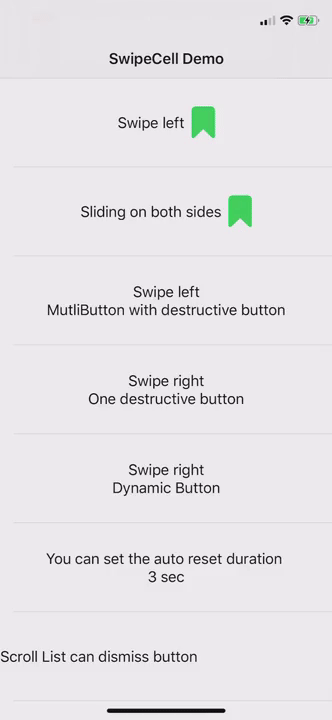 SwipeCell Demo
Swipe left
Sliding on both sides
Swipe left
MutliButton with destructive button
Swipe right
One destructive button
Swipe right
Dynamic Button
You can set the auto reset duration
3 sec
Scroll List can dismiss button